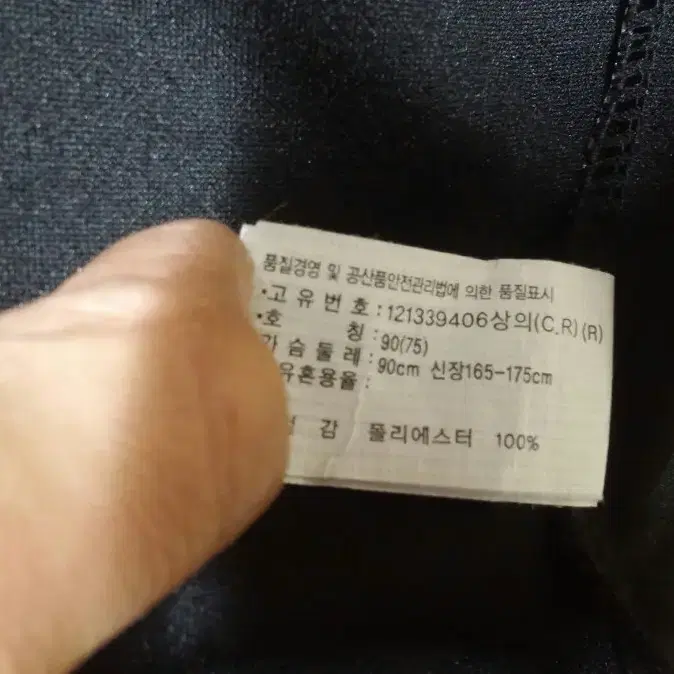 품질경영 및 공산품안전관리법에 의한 품질표시
•고유번호:121339406상의(C.R)(R)
•호 칭:90(75)
가슴둘레:90cm 신장165-175cm
유혼용율:
감 폴리에스터 100%